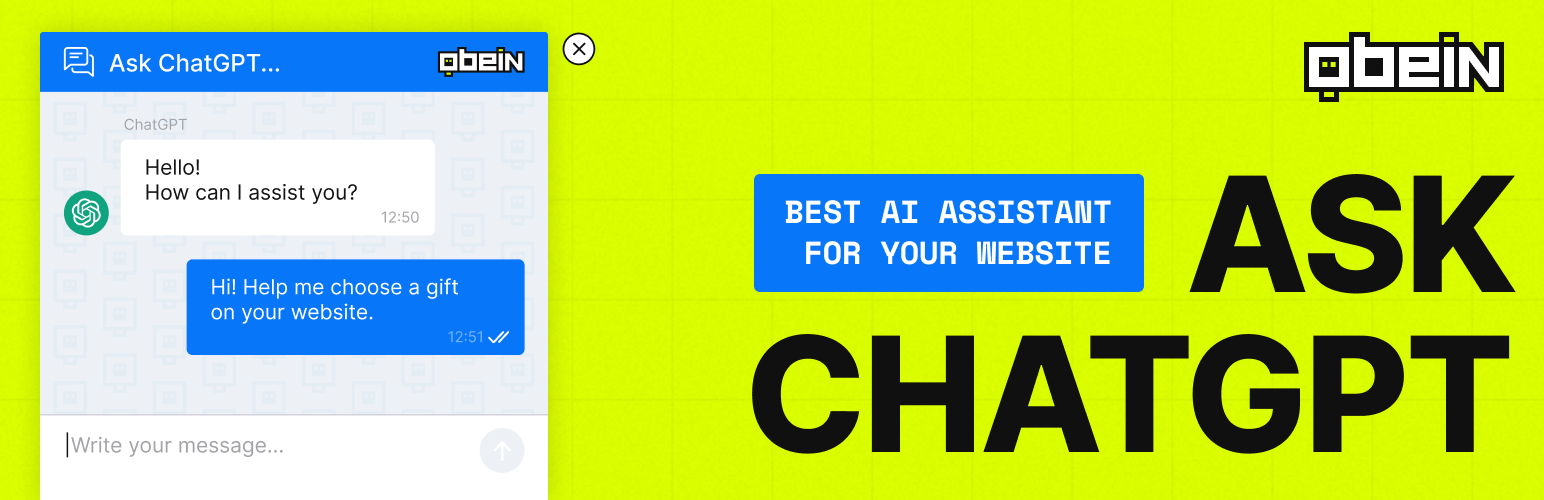 Ask ChatGPT...
qbein
ChatGPT
Hello!
How can I assist you?
12:50
Hi! Help me choose a gift
on your website.
12:51
Write your message...
qbein
BEST AI ASSISTANT
FOR YOUR WEBSITE
ASK
CHATGPT